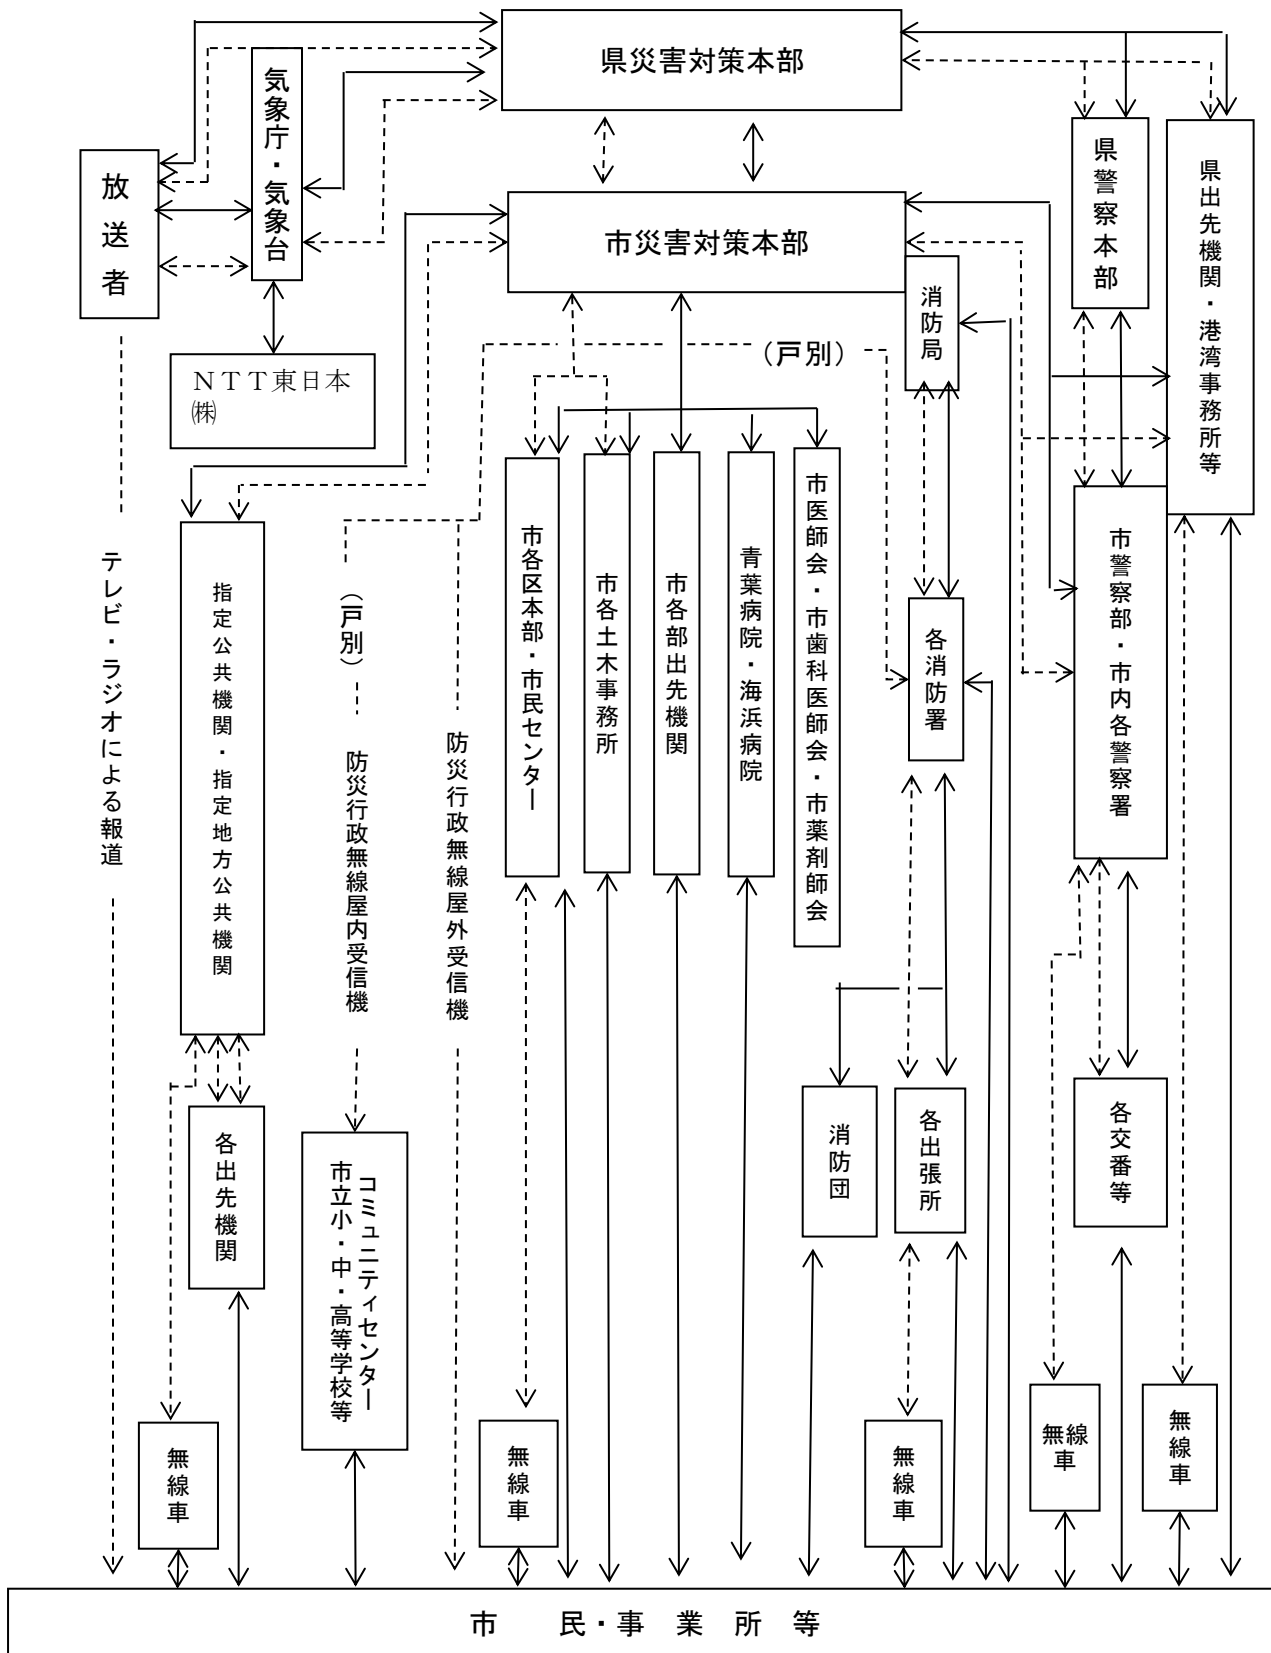 県災害対策本部
気象庁・気象台
県警察本部
県出先機関・港湾事務所等
放送者
市災害対策本部
消防局
（戸別）
ＮＴＴ東日本
㈱
市各区本部・市民センター
市各土木事務所
市各部出先機関
青葉病院・海浜病院
市医師会・市歯科医師会・市薬剤師会
各消防署
市警察部・市内各警察署
テレビ・ラジオによる報道
指定公共機関・指定地方公共機関
（戸別）
防災行政無線屋内受信機
防災行政無線屋外受信機
各出先機関
コミュニティセンター
市立小・中・高等学校等
消防団
各出張所
各交番等
無線車
無線車
無線車
無線
車
無線車
市　民・事業所等